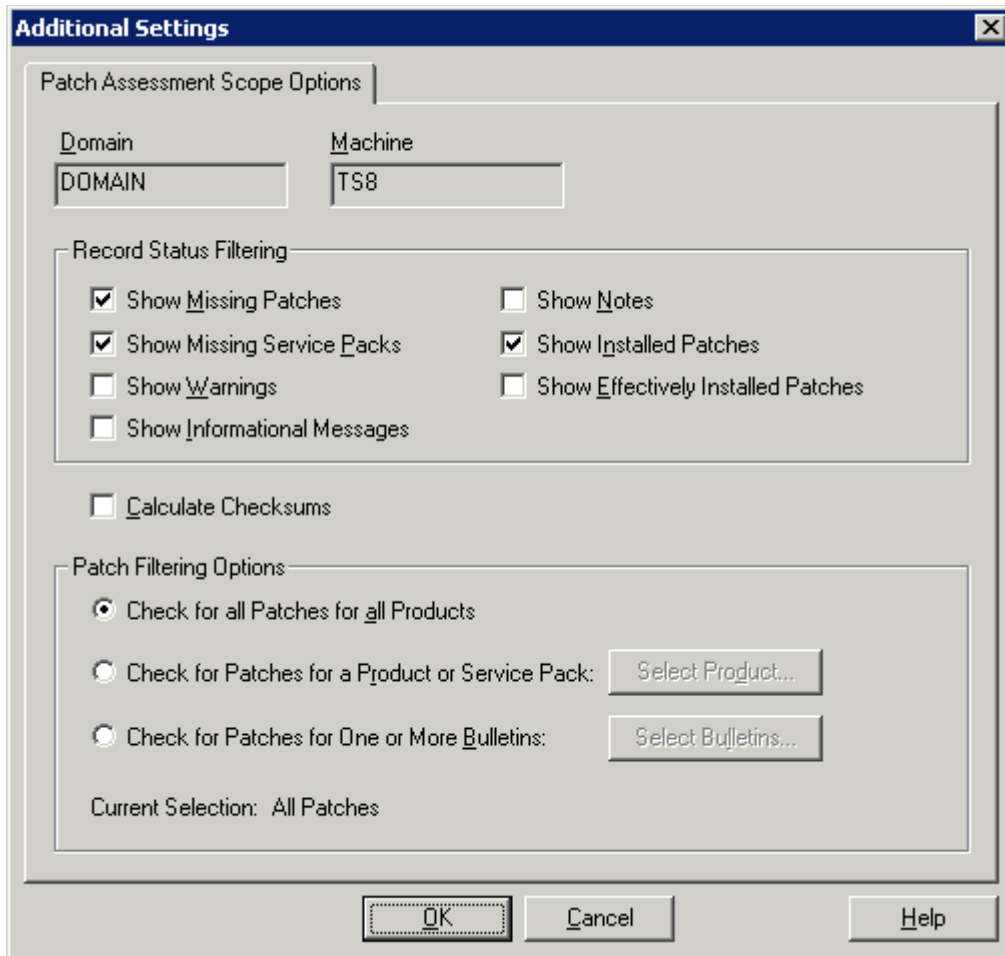 Additional Settings
Patch Assessment Scope Options
Domain Machine
DOMAIN TS8
Record Status Filtering
Show Missing Patches Show Notes
Show Missing Service Packs Show Installed Patches
Show Warnings Show Effectively Installed Patches
Show Informational Messages
Calculate Checksums
Patch Filtering Options
Check for all Patches for all Products
Check for Patches for a Product or Service Pack: Select Product...
Check for Patches for One or More Bulletins: Select Bulletins...
Current Selection: All Patches
OK Cancel Help